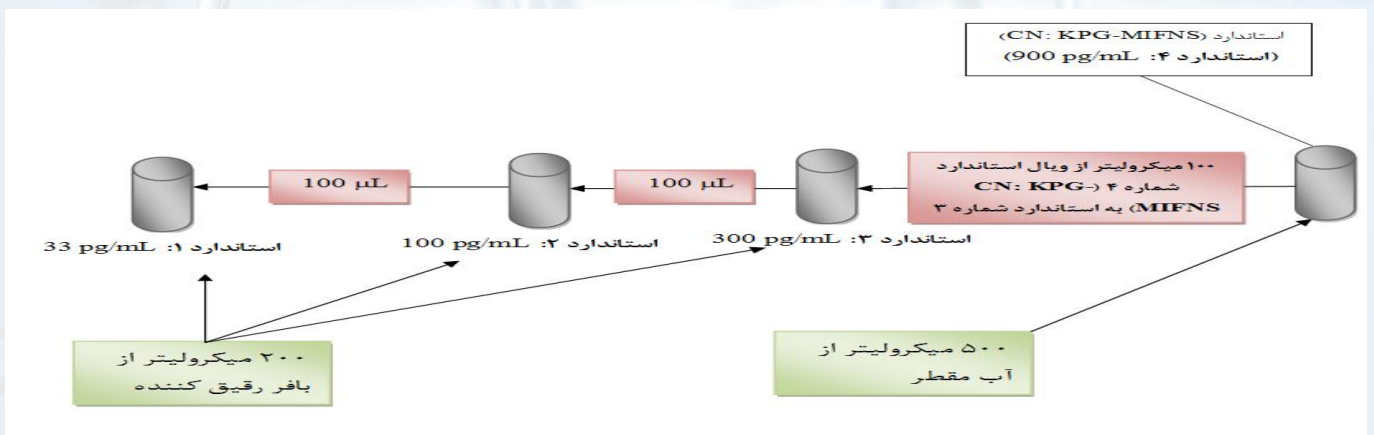 استاندارد (CN: KPG-MIFNS)
(استاندارد ۴: 900 pg/mL)
۱۰۰میکرولیتر از ویال استاندارد
شماره ۴ (CN: KPG-
MIFNS) به استاندارد شماره ۳
100 µL
100 µL
استاندارد ۳: 300 pg/mL
استاندارد ۲: 100 pg/mL
استاندارد ۱: 33 pg/mL
۵۰۰ میکرولیتر از
آب مقطر
۲۰۰ میکرولیتر از
بافر رقیق کننده